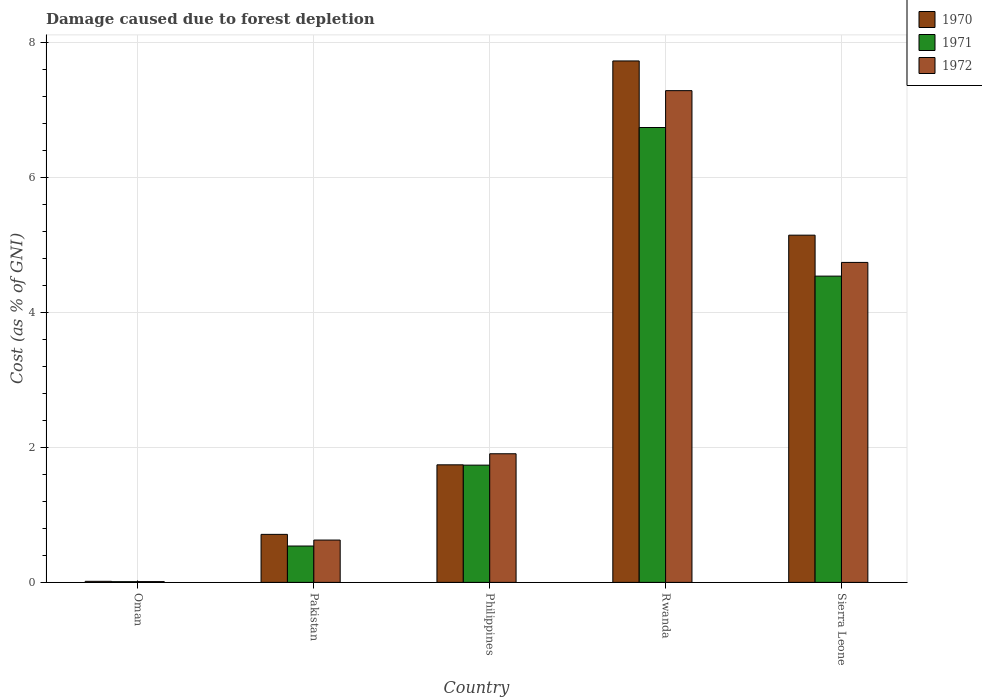 Damage caused due to forest depletion
1970
1971
1972
Cost (as % of GNI)
8
6
4
2
0
Oman
Pakistan
Philippines
Rwanda
Sierra Leone
Country